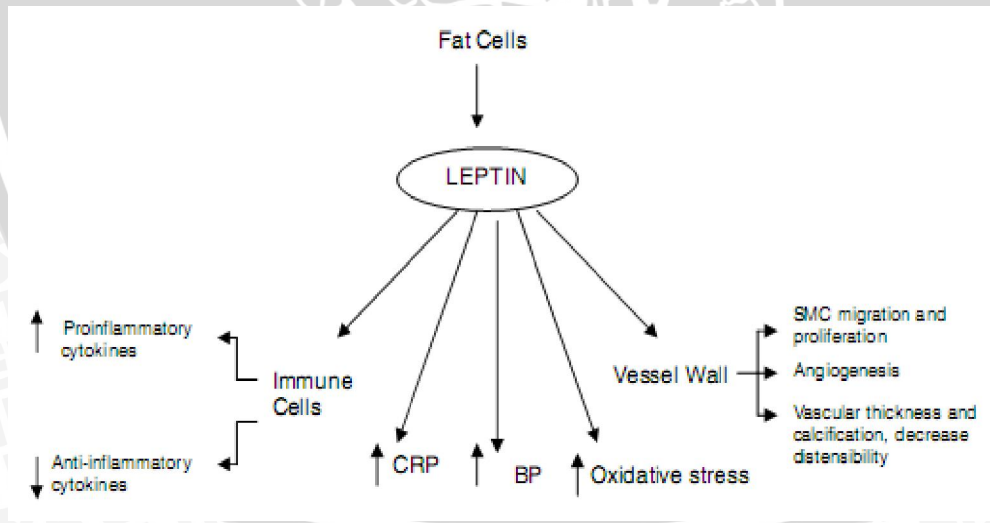 Fat Cells
LEPTIN
Proinflammatory
cytokines
Immune
Cells
Anti-inflammatory
cytokines
CRP
BP
Oxidative stress
Vessel Wall
SMC migration and
proliferation
Angiogenesis
Vascular thickness and
calcification, decrease
distensibility